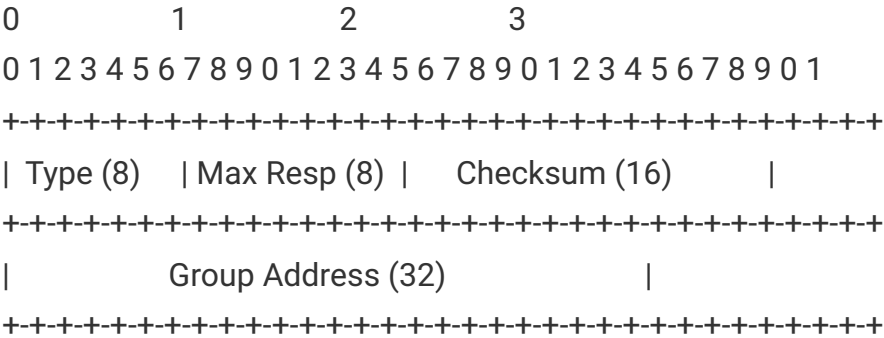 0 1 2 3
0 1 2 3 4 5 6 7 8 9 0 1 2 3 4 5 6 7 8 9 0 1 2 3 4 5 6 7 8 9 0 1
+-+-+-+-+-+-+-+-+-+-+-+-+-+-+-+-+-+-+-+-+-+-+-+-+-+-+-+-+-+-+-+-+
| Type (8) | Max Resp (8) | Checksum (16) |
+-+-+-+-+-+-+-+-+-+-+-+-+-+-+-+-+-+-+-+-+-+-+-+-+-+-+-+-+-+-+-+-+
| Group Address (32) |
+-+-+-+-+-+-+-+-+-+-+-+-+-+-+-+-+-+-+-+-+-+-+-+-+-+-+-+-+-+-+-+-+